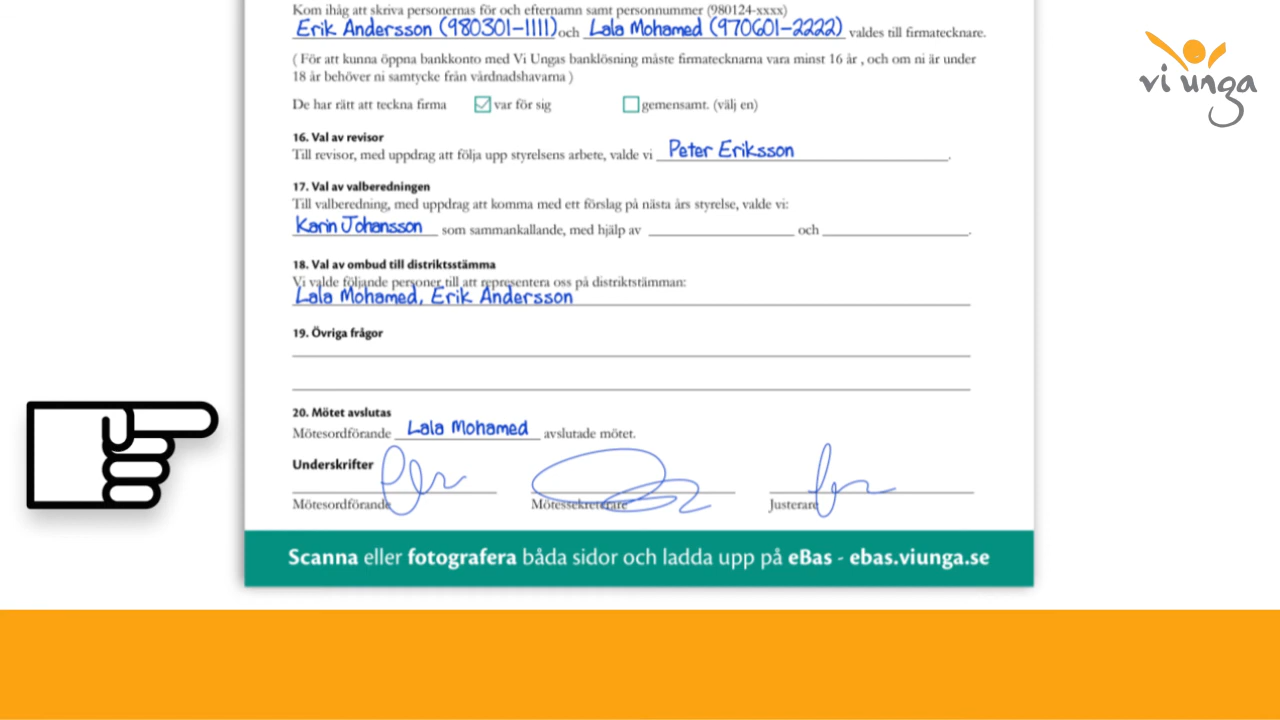 Kom ihåg att skriva personernas för och efternamn samt personnummer (980124-xxxx)
Erik Andersson (980301-1111) och Lala Mohamed (970601-2222) valdes till firmatecknare.
( För att kunna öppna bankkonto med Vi Ungas banklösning måste firmatecknarna vara minst 16 år , och om ni är under
18 år behöver ni samtycke från vårdnadshavarna )
De har rätt att teckna firma var för sig gemensamt. (välj en)
16. Val av revisor
Till revisor, med uppdrag att följa upp styrelsens arbete, valde vi Peter Eriksson.
17. Val av valberedningen
Till valberedning, med uppdrag att komma med ett förslag på nästa års styrelse, valde vi:
Karin Johansson som sammankallande, med hjälp av och .
18. Val av ombud till distriktsstämma
Vi valde följande personer till att representera oss på distriktstämman:
Lala Mohamed, Erik Andersson
19. Övriga frågor
20. Mötet avslutas
Mötesordförande Lala Mohamed avslutade mötet.
Underskrifter
Mötesordförande Mötessekreterare Justerare
Scanna eller fotografera båda sidor och ladda upp på eBas - ebas.viunga.se
vi unga